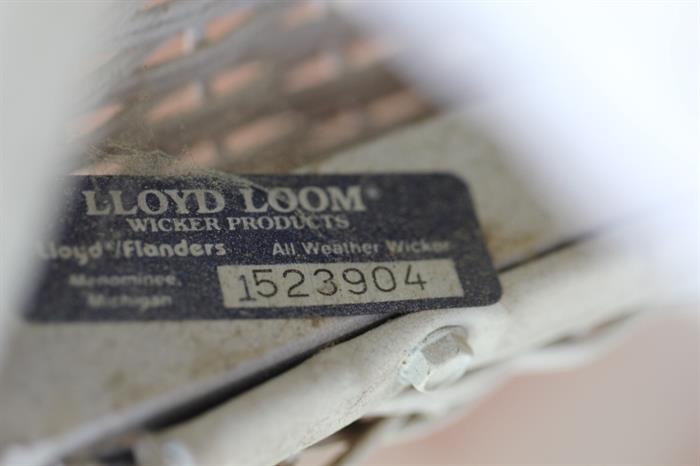 LLOYD LOOM®
WICKER PRODUCTS
Lloyd®/Flanders All Weather Wicker
Menominee,
Michigan
1523904